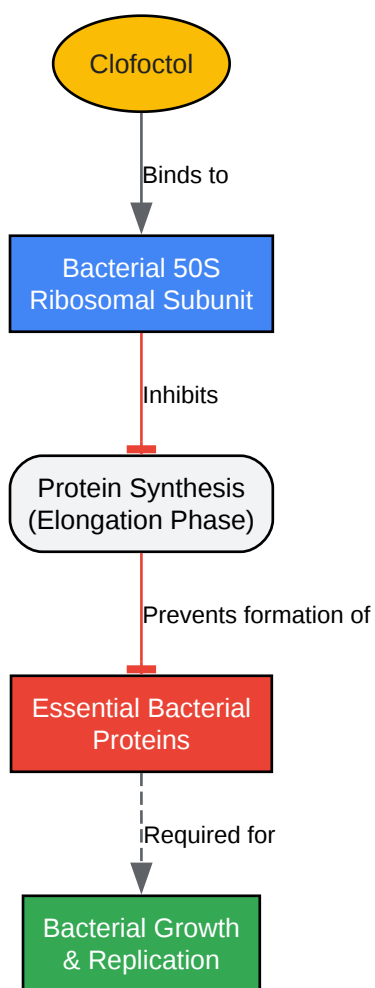 Clofoctol
Binds to
Bacterial 50S
Ribosomal Subunit
Inhibits
Protein Synthesis
(Elongation Phase)
Prevents formation of
Essential Bacterial
Proteins
Required for
Bacterial Growth
& Replication